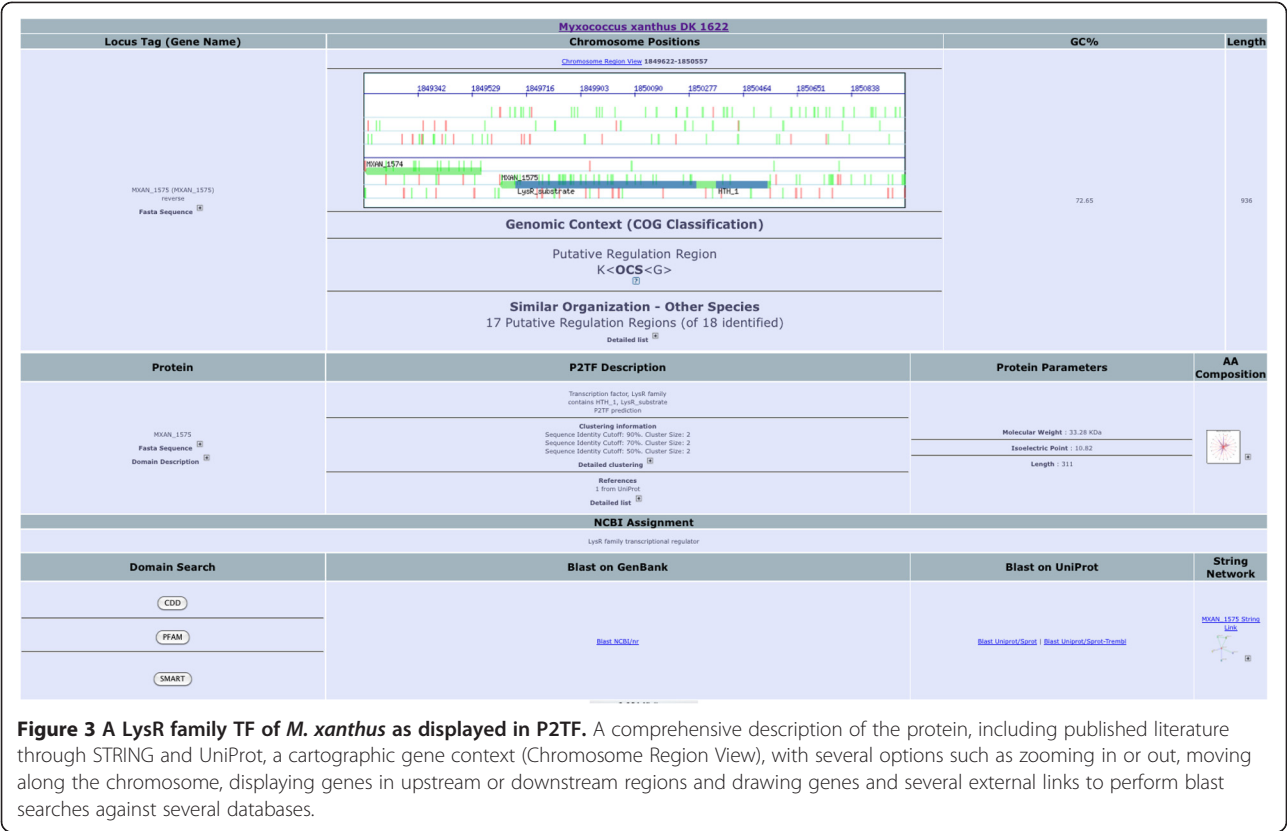 Myxococcus xanthus DK 1622
Locus Tag (Gene Name) Chromosome Positions GC% Length
Chromosome Region View 1849622-1850557
1849342 1849529 1849716 1849903 1850090 1850277 1850464 1850651 1850838
MXAN_1574
MXAN_1575
LysR_substrate HTH_1
MXAN_1575 (MXAN_1575)
reverse
Fasta Sequence
72.65 936
Genomic Context (COG Classification)
Putative Regulation Region
K<OCS<G>
?
Similar Organization - Other Species
17 Putative Regulation Regions (of 18 identified)
Detailed list
Protein P2TF Description Protein Parameters AA Composition
Transcription factor, LysR family
contains HTH_1, LysR_substrate
P2TF prediction
Clustering information
Sequence Identity Cutoff: 90%. Cluster Size: 2
Sequence Identity Cutoff: 70%. Cluster Size: 2
Sequence Identity Cutoff: 50%. Cluster Size: 2
Detailed clustering
References
1 from UniProt
Detailed list
MXAN_1575
Fasta Sequence
Domain Description
Molecular Weight : 33.28 KDa
Isoelectric Point : 10.82
Length : 311
NCBI Assignment
LysR family transcriptional regulator
Domain Search Blast on GenBank Blast on UniProt String Network
CDD
PFAM
SMART
Blast NCBI/nr
Blast Uniprot/Sprot | Blast Uniprot/Sprot-Trembl
MXAN_1575 String
Link
Figure 3 A LysR family TF of M. xanthus as displayed in P2TF. A comprehensive description of the protein, including published literature
through STRING and UniProt, a cartographic gene context (Chromosome Region View), with several options such as zooming in or out, moving
along the chromosome, displaying genes in upstream or downstream regions and drawing genes and several external links to perform blast
searches against several databases.